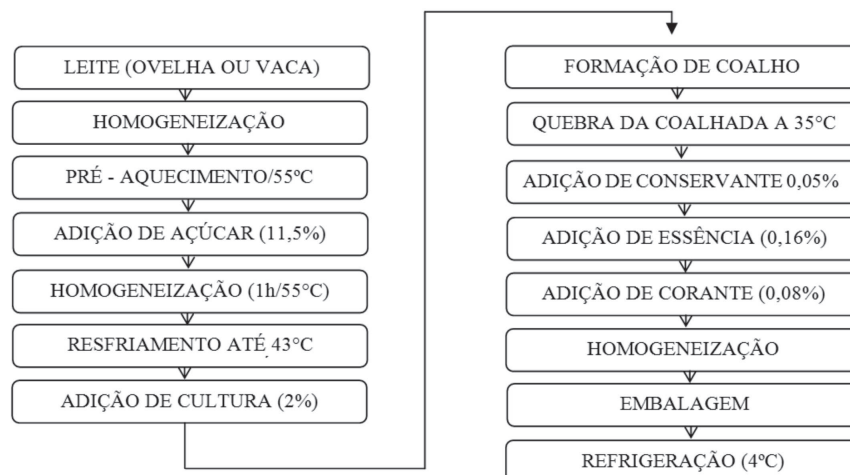 LEITE (OVELHA OU VACA)
HOMOGENEIZAÇÃO
PRÉ - AQUECIMENTO/55ºC
ADIÇÃO DE AÇÚCAR (11,5%)
HOMOGENEIZAÇÃO (1h/55°C)
RESFRIAMENTO ATÉ 43°C
ADIÇÃO DE CULTURA (2%)
FORMAÇÃO DE COALHO
QUEBRA DA COALHADA A 35°C
ADIÇÃO DE CONSERVANTE 0,05%
ADIÇÃO DE ESSÊNCIA (0,16%)
ADIÇÃO DE CORANTE (0,08%)
HOMOGENEIZAÇÃO
EMBALAGEM
REFRIGERAÇÃO (4ºC)